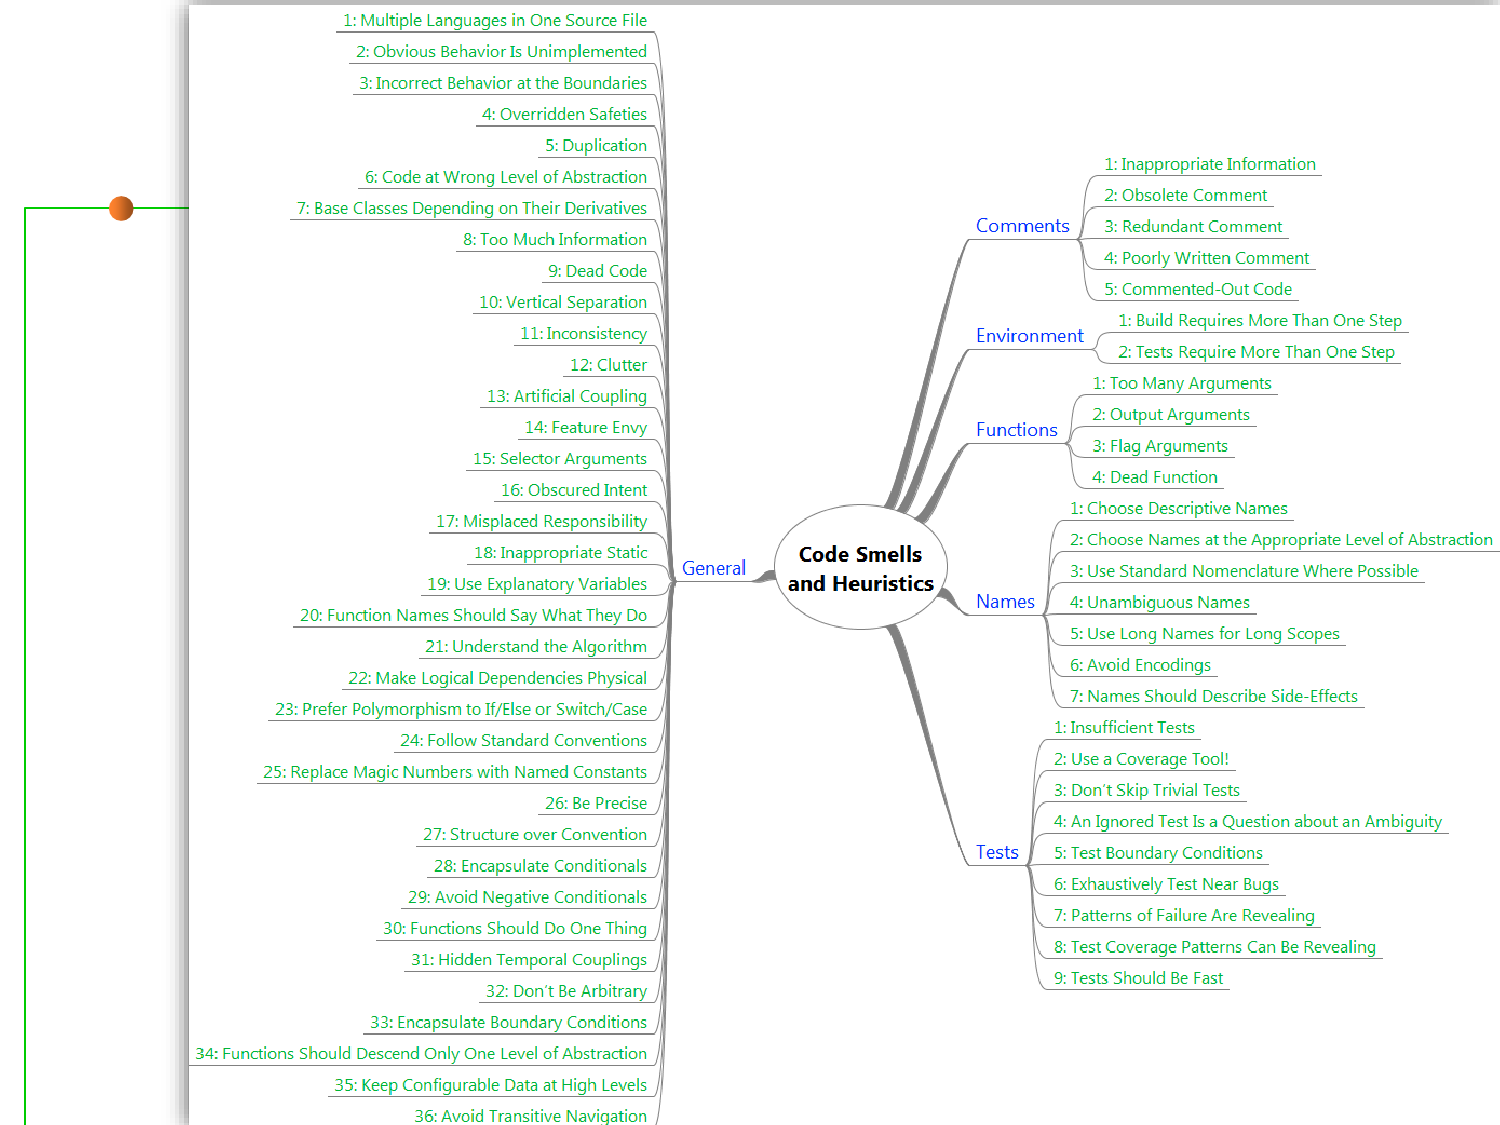 1: Multiple Languages in One Source File
2: Obvious Behavior Is Unimplemented
3: Incorrect Behavior at the Boundaries
4: Overridden Safeties
5: Duplication
6: Code at Wrong Level of Abstraction
7: Base Classes Depending on Their Derivatives
8: Too Much Information
9: Dead Code
10: Vertical Separation
11: Inconsistency
12: Clutter
13: Artificial Coupling
14: Feature Envy
15: Selector Arguments
16: Obscured Intent
17: Misplaced Responsibility
18: Inappropriate Static
19: Use Explanatory Variables
20: Function Names Should Say What They Do
21: Understand the Algorithm
22: Make Logical Dependencies Physical
23: Prefer Polymorphism to If/Else or Switch/Case
24: Follow Standard Conventions
25: Replace Magic Numbers with Named Constants
26: Be Precise
27: Structure over Convention
28: Encapsulate Conditionals
29: Avoid Negative Conditionals
30: Functions Should Do One Thing
31: Hidden Temporal Couplings
32: Don't Be Arbitrary
33: Encapsulate Boundary Conditions
34: Functions Should Descend Only One Level of Abstraction
35: Keep Configurable Data at High Levels
36: Avoid Transitive Navigation
General
Code Smells
and Heuristics
Comments
1: Inappropriate Information
2: Obsolete Comment
3: Redundant Comment
4: Poorly Written Comment
5: Commented-Out Code
Environment
1: Build Requires More Than One Step
2: Tests Require More Than One Step
Functions
1: Too Many Arguments
2: Output Arguments
3: Flag Arguments
4: Dead Function
Names
1: Choose Descriptive Names
2: Choose Names at the Appropriate Level of Abstraction
3: Use Standard Nomenclature Where Possible
4: Unambiguous Names
5: Use Long Names for Long Scopes
6: Avoid Encodings
7: Names Should Describe Side-Effects
Tests
1: Insufficient Tests
2: Use a Coverage Tool!
3: Don't Skip Trivial Tests
4: An Ignored Test Is a Question about an Ambiguity
5: Test Boundary Conditions
6: Exhaustively Test Near Bugs
7: Patterns of Failure Are Revealing
8: Test Coverage Patterns Can Be Revealing
9: Tests Should Be Fast